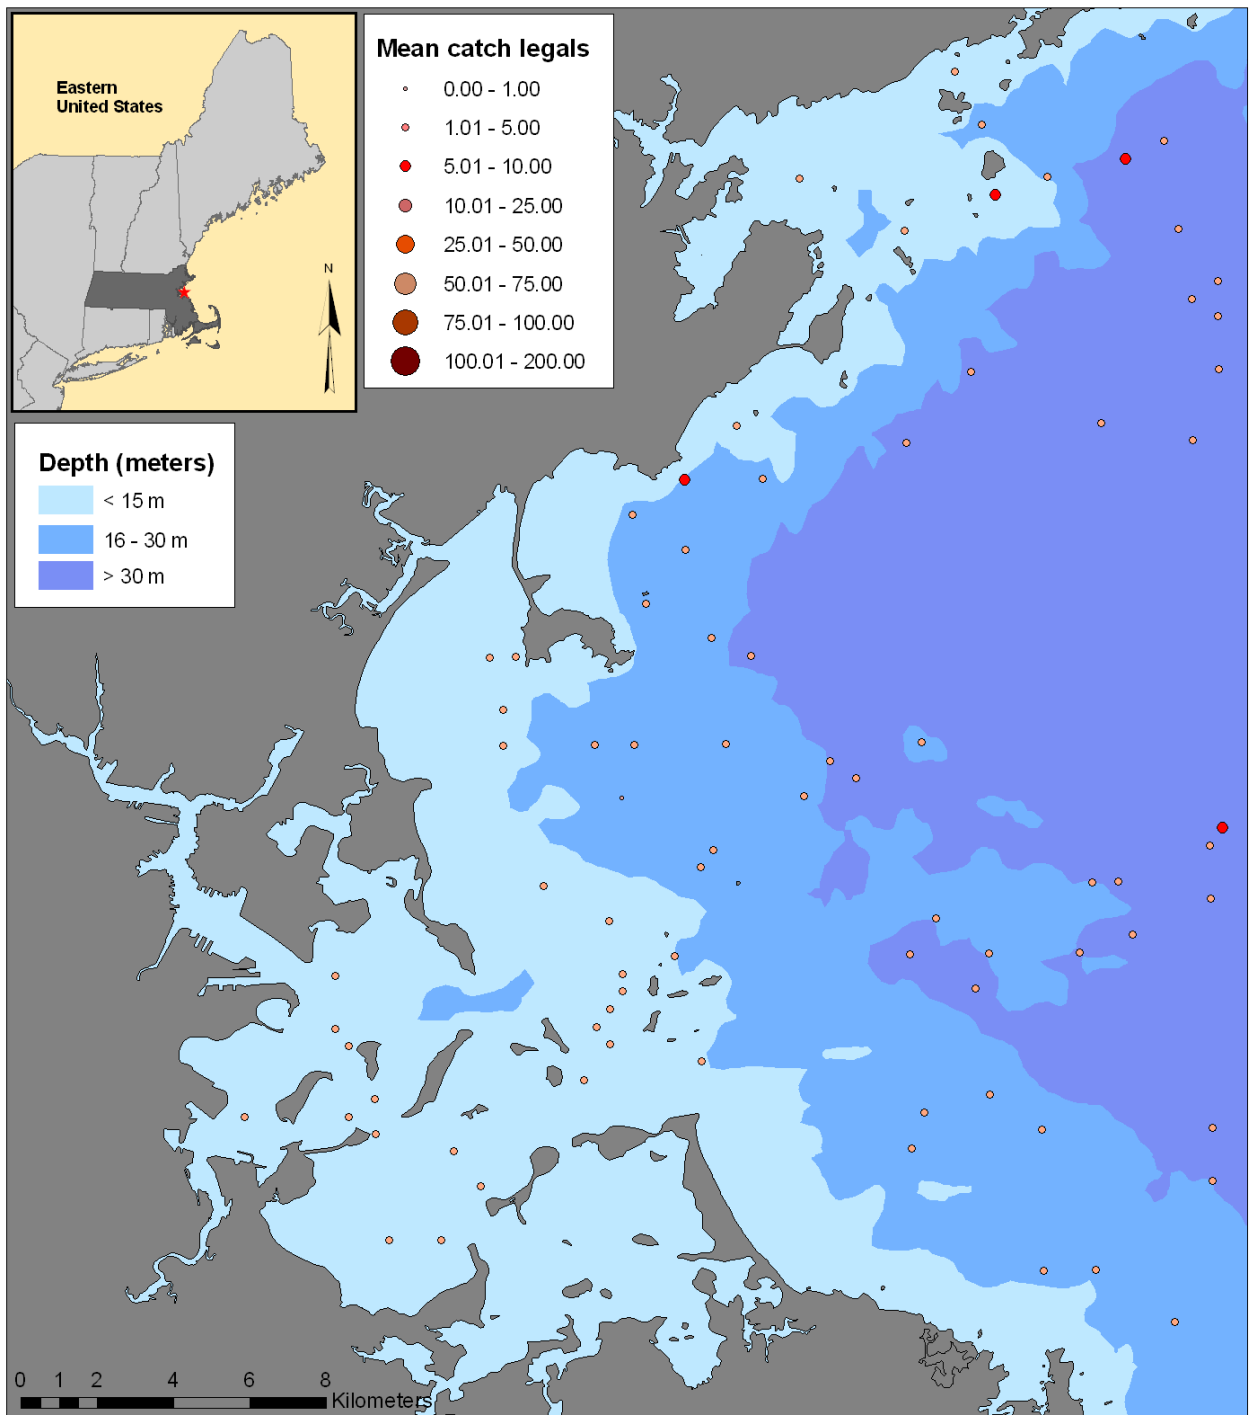 Eastern
United States
N
Mean catch legals
0.00 - 1.00
1.01 - 5.00
5.01 - 10.00
10.01 - 25.00
25.01 - 50.00
50.01 - 75.00
75.01 - 100.00
100.01 - 200.00
Depth (meters)
< 15 m
16 - 30 m
> 30 m
0 1 2 4 6 8
Kilometers